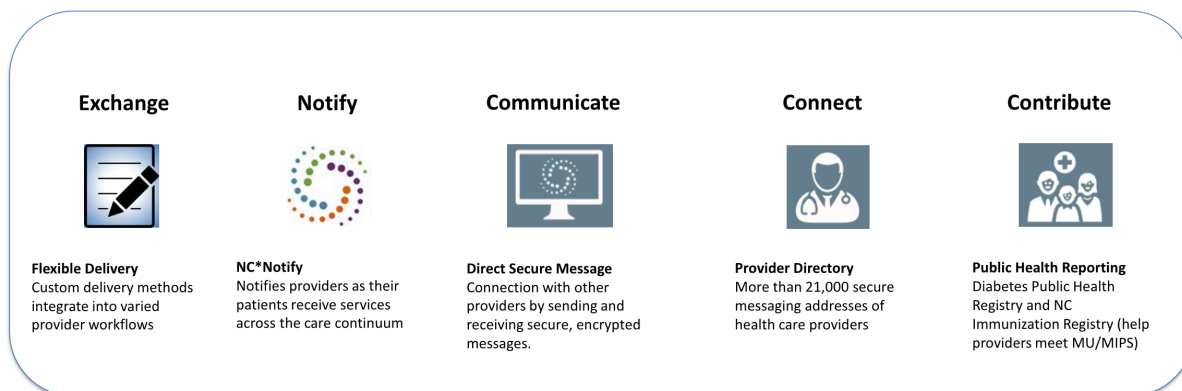 Exchange
Notify
Communicate
Connect
Contribute
Flexible Delivery
Custom delivery methods
integrate into varied
provider workflows
NC*Notify
Notifies providers as their
patients receive services
across the care continuum
Direct Secure Message
Connection with other
providers by sending and
receiving secure, encrypted
messages.
Provider Directory
More than 21,000 secure
messaging addresses of
health care providers
Public Health Reporting
Diabetes Public Health
Registry and NC
Immunization Registry (help
providers meet MU/MIPS)